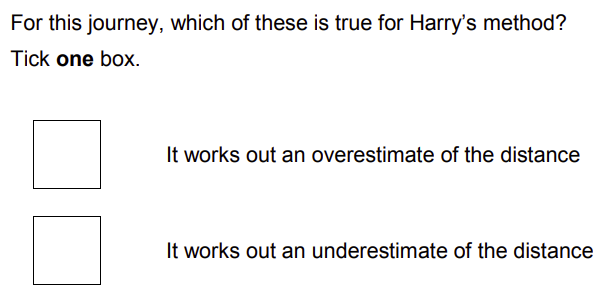 For this journey, which of these is true for Harry’s method?
Tick one box.
It works out an overestimate of the distance
It works out an underestimate of the distance